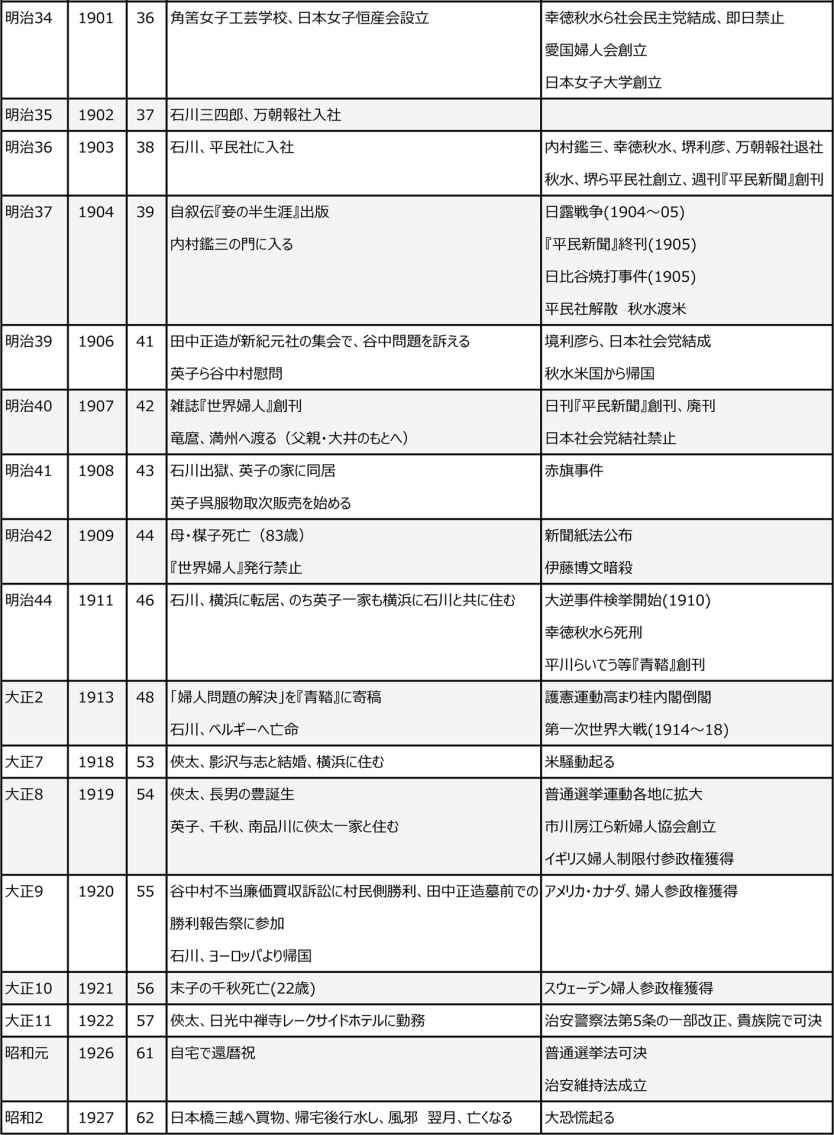 明治34 1901 36 角筈女子工芸学校、日本女子恒産会設立 幸徳秋水ら社会民主党結成、即日禁止
愛国婦人会創立
日本女子大学創立
明治35 1902 37 石川三四郎、万朝報社入社
明治36 1903 38 石川、平民社に入社 内村鑑三、幸徳秋水、堺利彦、万朝報社退社
秋水、堺ら平民社創立、週刊『平民新聞』創刊
明治37 1904 39 自叙伝『妾の半生涯』出版 日露戦争(1904～05)
内村鑑三の門に入る 『平民新聞』終刊(1905)
日比谷焼打事件(1905)
平民社解散 秋水渡米
明治39 1906 41 田中正造が新紀元社の集会で、谷中問題を訴える 境利彦ら、日本社会党結成
英子ら谷中村慰問 秋水米国から帰国
明治40 1907 42 雑誌『世界婦人』創刊 日刊『平民新聞』創刊、廃刊
竜麿、満州へ渡る（父親・大井のもとへ） 日本社会党結社禁止
明治41 1908 43 石川出獄、英子の家に同居 赤旗事件
英子呉服物取次販売を始める
明治42 1909 44 母・楳子死亡（83歳） 新聞紙法公布
『世界婦人』発行禁止 伊藤博文暗殺
明治44 1911 46 石川、横浜に転居、のち英子一家も横浜に石川と共に住む 大逆事件検挙開始(1910)
幸徳秋水ら死刑
平川らいてう等『青鞜』創刊
大正2 1913 48 「婦人問題の解決」を『青鞜』に寄稿 護憲運動高まり桂内閣倒閣
石川、ベルギーへ亡命 第一次世界大戦(1914～18)
大正7 1918 53 俠太、影沢与志と結婚、横浜に住む 米騒動起る
大正8 1919 54 俠太、長男の豊誕生 普通選挙運動各地に拡大
英子、千秋、南品川に俠太一家と住む 市川房江ら新婦人協会創立
イギリス婦人制限付参政権獲得
大正9 1920 55 谷中村不当廉価買収訴訟に村民側勝利、田中正造墓前での アメリカ・カナダ、婦人参政権獲得
勝利報告祭に参加
石川、ヨーロッパより帰国
大正10 1921 56 末子の千秋死亡(22歳) スウェーデン婦人参政権獲得
大正11 1922 57 俠太、日光中禅寺レークサイドホテルに勤務 治安警察法第5条の一部改正、貴族院で可決
昭和元 1926 61 自宅で還暦祝 普通選挙法可決
治安維持法成立
昭和2 1927 62 日本橋三越へ買物、帰宅後行水し、風邪 翌月、亡くなる 大恐慌起る